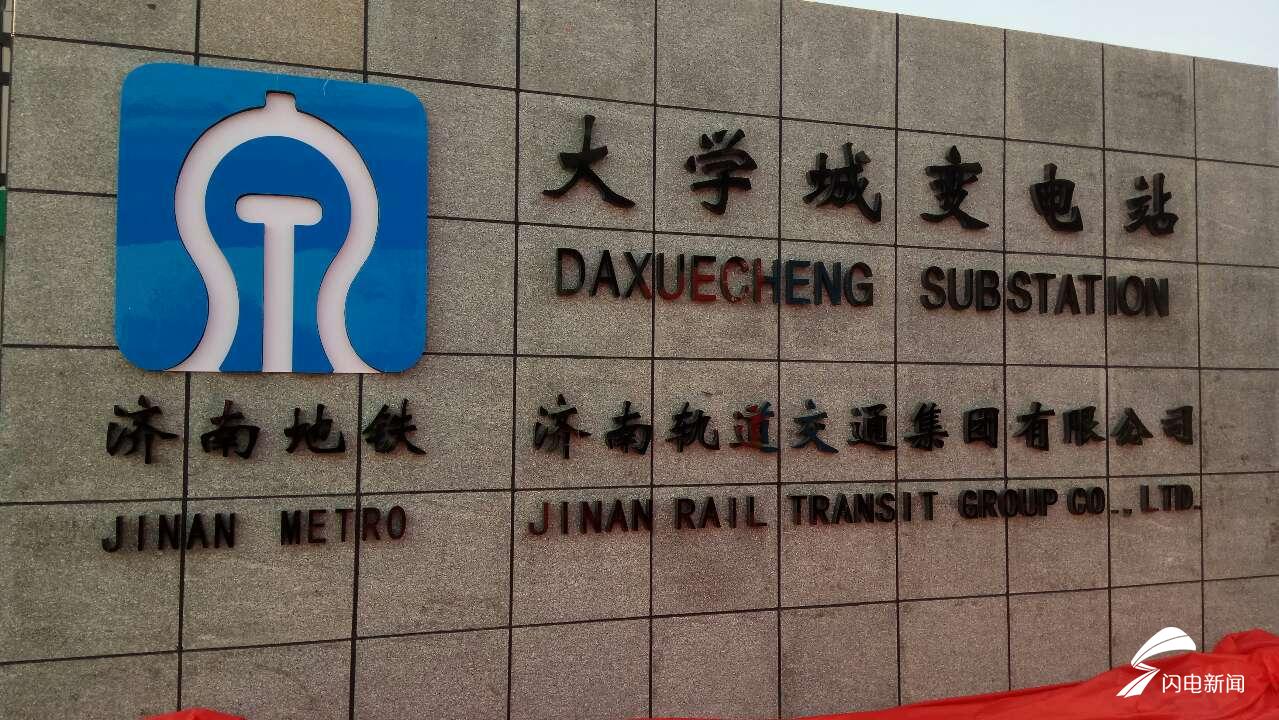 大学城变电站
DAXUECHENG SUBSTATION
济南地铁
JINAN METRO
济南轨道交通集团有限公司
JINAN RAIL TRANSIT GROUP CO., LTD.
闪电新闻